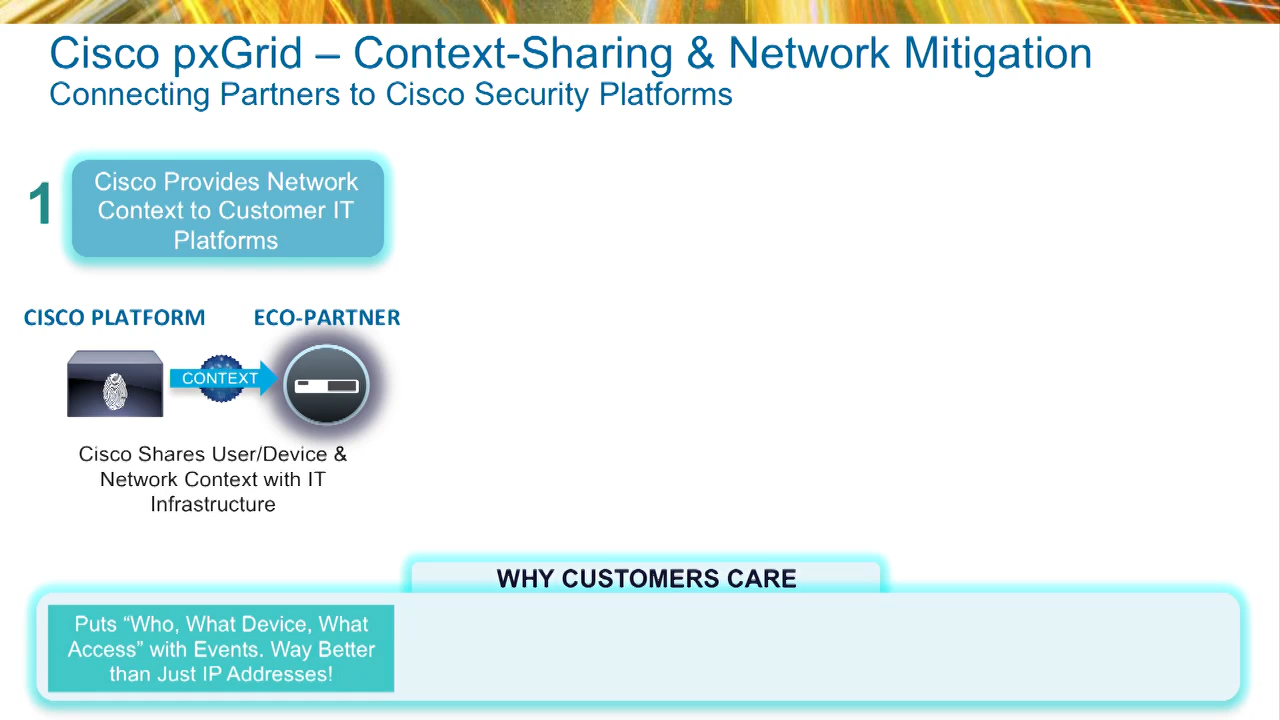 Cisco pxGrid – Context-Sharing & Network Mitigation
Connecting Partners to Cisco Security Platforms
1
Cisco Provides Network
Context to Customer IT
Platforms
CISCO PLATFORM
ECO-PARTNER
CONTEXT
Cisco Shares User/Device &
Network Context with IT
Infrastructure
WHY CUSTOMERS CARE
Puts “Who, What Device, What
Access” with Events. Way Better
than Just IP Addresses!